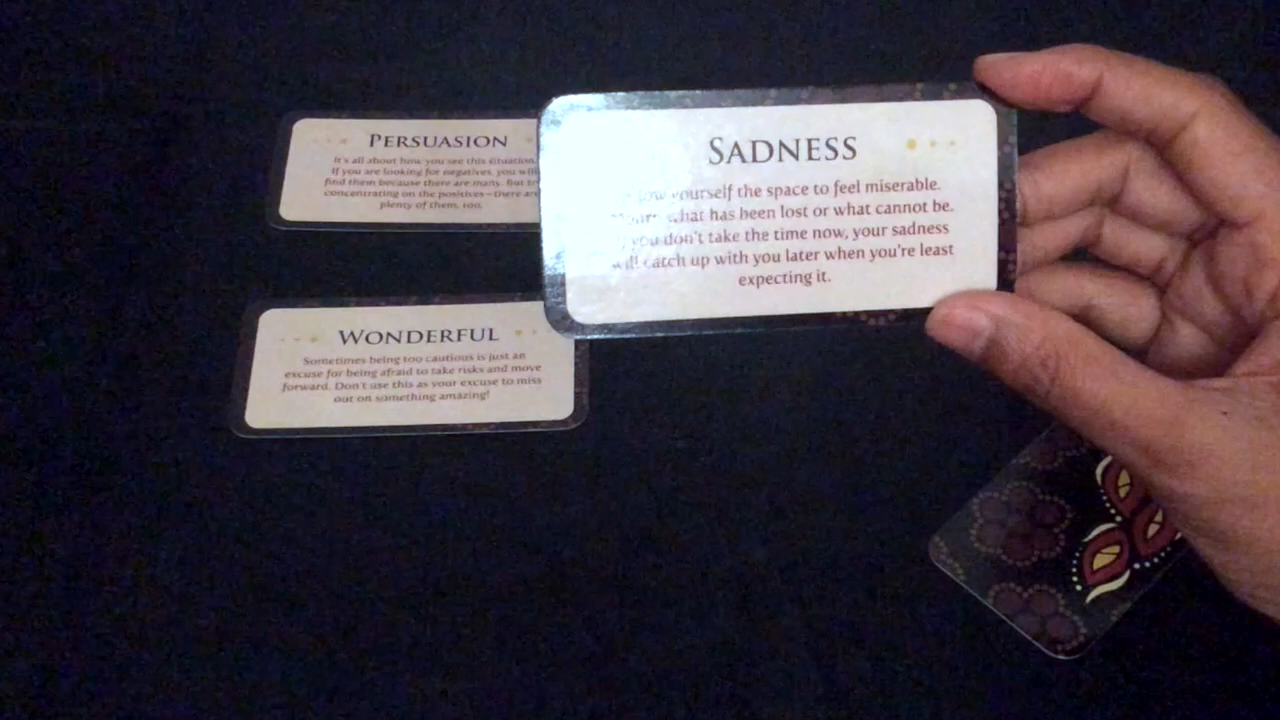 PERSUASION
It's all about how you see this situation.
If you are looking for negatives, you will
find them because there are many. But
concentrating on the positives—there are
plenty of them, too.
SADNESS
yourself the space to feel miserable.
what has been lost or what cannot be.
you don't take the time now, your sadness
will catch up with you later when you're least
expecting it.
WONDERFUL
Sometimes being too cautious is just an
excuse for being afraid to take risks and move
forward. Don't use this as your excuse to miss
out on something amazing!